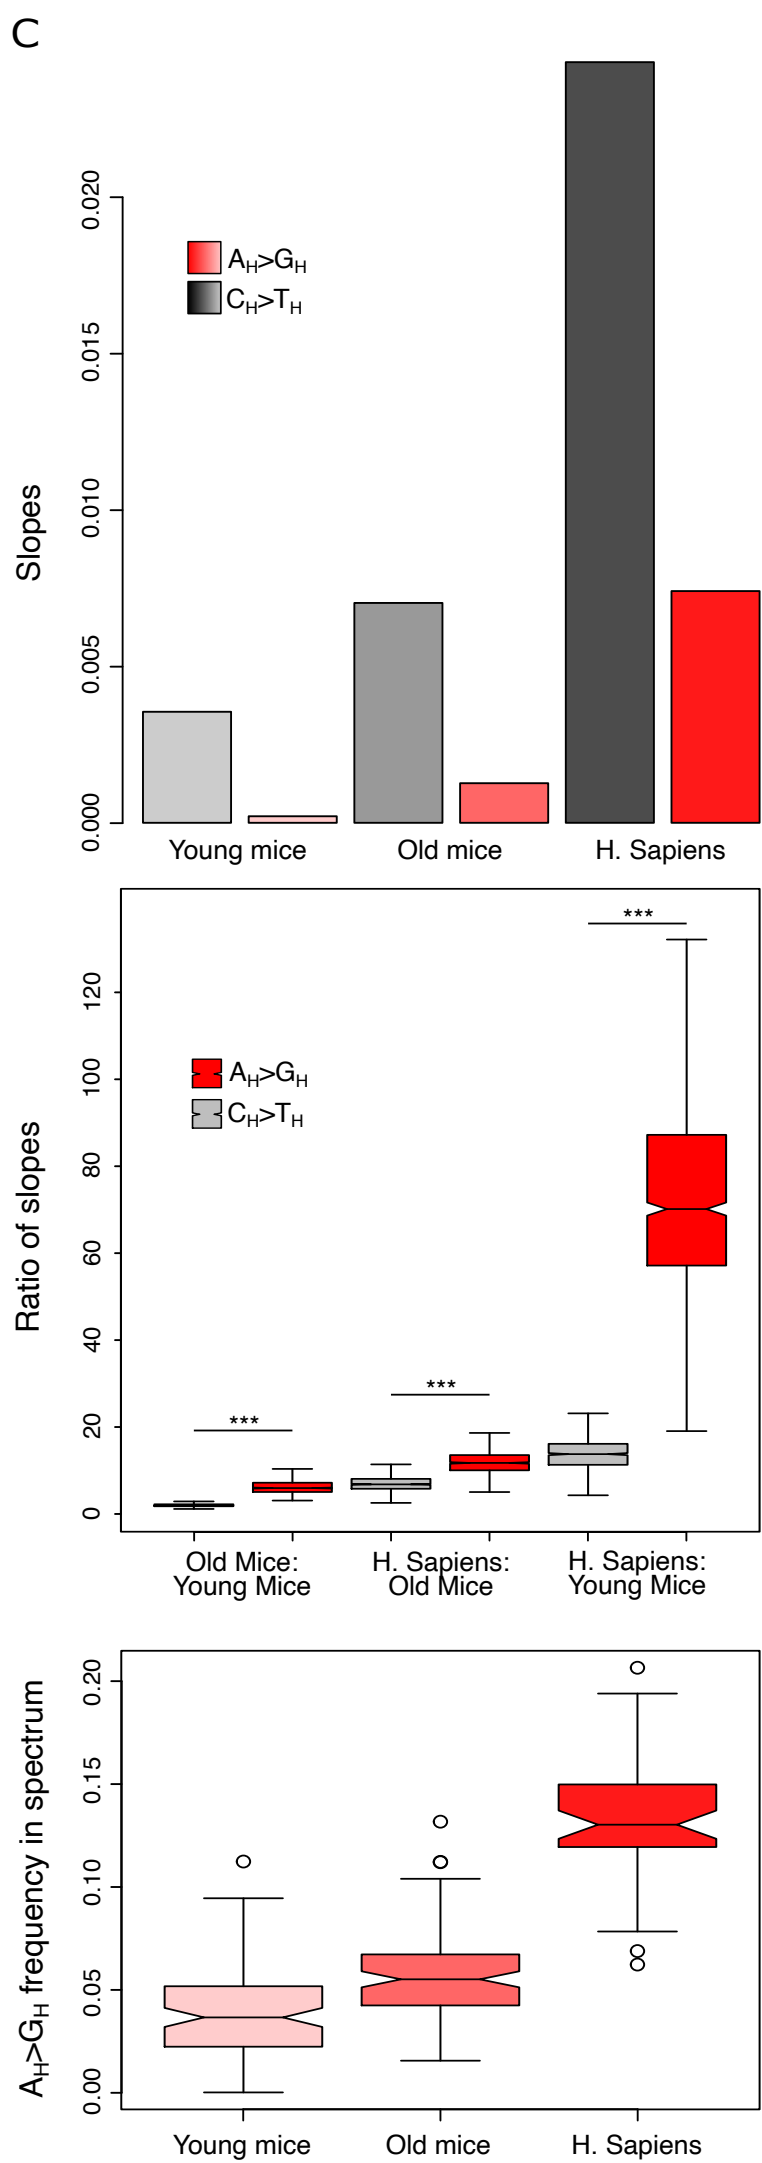 C
0.020
0.015
0.010
0.005
0.000
Slopes
AH>GH
CH>TH
Young mice Old mice H. Sapiens
120
100
80
60
40
20
0
Ratio of slopes
AH>GH
CH>TH
***
***
***
Old Mice:
Young Mice
H. Sapiens:
Old Mice
H. Sapiens:
Young Mice
0.20
0.15
0.10
0.05
0.00
AH>GH frequency in spectrum
Young mice Old mice H. Sapiens